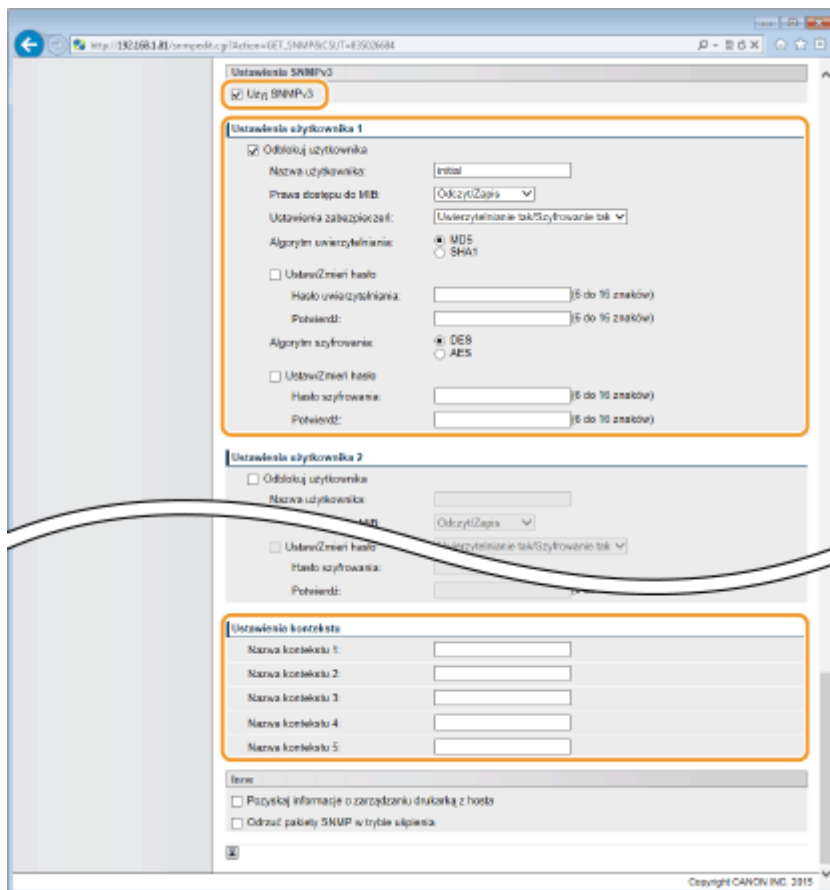 http://192.168.1.81/snmpedit.cgi?Action=GET_SNMP&CSUT=835026684
Ustawienia SNMPv3
Użyj SNMPv3
Ustawienia użytkownika 1
Odblokuj użytkownika
Nazwa użytkownika: initial
Prawa dostępu do MIB: Odczyt/Zapis
Ustawienia zabezpieczeń: Uwierzytelnianie tak/Szyfrowanie tak
Algorytm uwierzytelniania: MD5
SHA1
Ustaw/Zmień hasło
Hasło uwierzytelniania: (6 do 16 znaków)
Potwierdź: (6 do 16 znaków)
Algorytm szyfrowania: DES
AES
Ustaw/Zmień hasło
Hasło szyfrowania: (6 do 16 znaków)
Potwierdź: (6 do 16 znaków)
Ustawienia użytkownika 2
Odblokuj użytkownika
Nazwa użytkownika:
MIB: Odczyt/Zapis
Ustaw/Zmień hasło Uwierzytelnianie tak/Szyfrowanie tak
Hasło szyfrowania:
Potwierdź:
Ustawienia kontekstu
Nazwa kontekstu 1:
Nazwa kontekstu 2:
Nazwa kontekstu 3:
Nazwa kontekstu 4:
Nazwa kontekstu 5:
Inne
Pozyskaj informacje o zarządzaniu drukarką z hosta
Odrzuć pakiety SNMP w trybie uśpienia
Copyright CANON INC. 2015